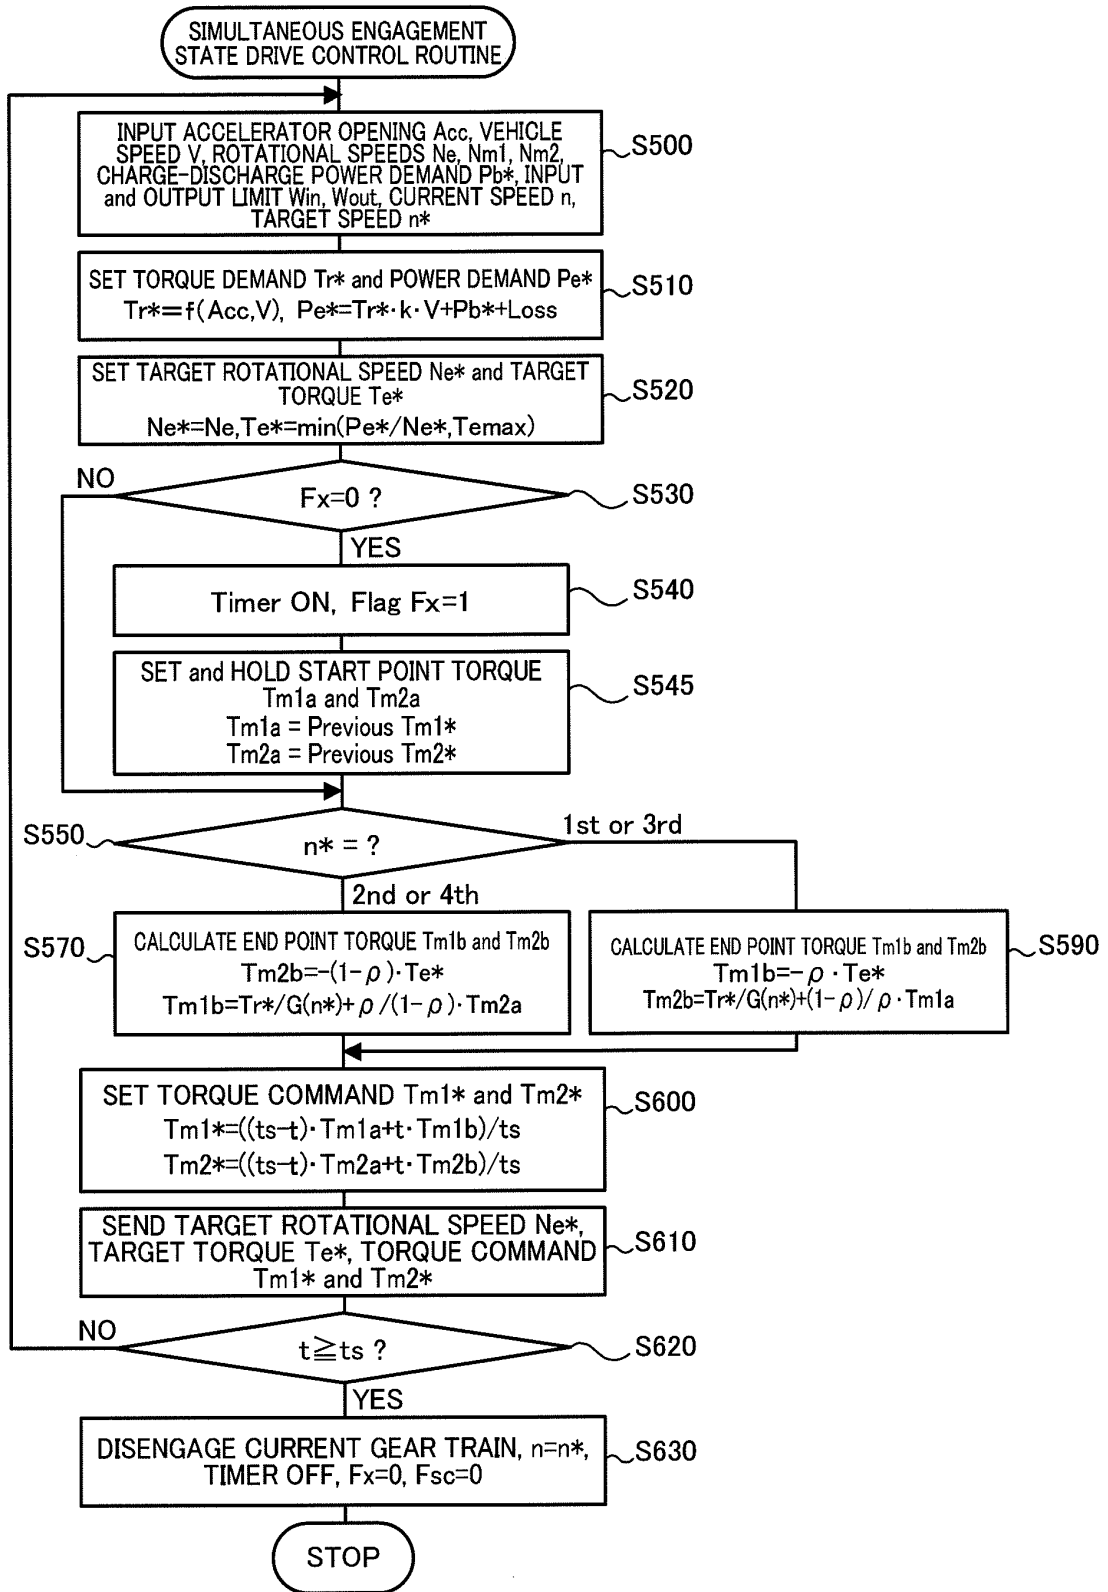 SIMULTANEOUS ENGAGEMENT
STATE DRIVE CONTROL ROUTINE
INPUT ACCELERATOR OPENING Acc, VEHICLE
SPEED V, ROTATIONAL SPEEDS Ne, Nm1, Nm2,
CHARGE-DISCHARGE POWER DEMAND Pb*, INPUT
and OUTPUT LIMIT Win, Wout, CURRENT SPEED n,
TARGET SPEED n*
S500
SET TORQUE DEMAND Tr* and POWER DEMAND Pe*
Tr*=f(Acc,V), Pe*=Tr*·k·V+Pb*+Loss
S510
SET TARGET ROTATIONAL SPEED Ne* and TARGET
TORQUE Te*
Ne*=Ne,Te*=min(Pe*/Ne*,Temax)
S520
NO
Fx=0 ?
S530
YES
Timer ON, Flag Fx=1
S540
SET and HOLD START POINT TORQUE
Tm1a and Tm2a
Tm1a = Previous Tm1*
Tm2a = Previous Tm2*
S545
S550
n* = ?
1st or 3rd
2nd or 4th
S570
CALCULATE END POINT TORQUE Tm1b and Tm2b
Tm2b=-(1-ρ)·Te*
Tm1b=Tr*/G(n*)+ρ/(1-ρ)·Tm2a
CALCULATE END POINT TORQUE Tm1b and Tm2b
Tm1b=-ρ·Te*
Tm2b=Tr*/G(n*)+(1-ρ)/ρ·Tm1a
S590
SET TORQUE COMMAND Tm1* and Tm2*
Tm1*=((ts-t)·Tm1a+t·Tm1b)/ts
Tm2*=((ts-t)·Tm2a+t·Tm2b)/ts
S600
SEND TARGET ROTATIONAL SPEED Ne*,
TARGET TORQUE Te*, TORQUE COMMAND
Tm1* and Tm2*
S610
NO
t≧ts ?
S620
YES
DISENGAGE CURRENT GEAR TRAIN, n=n*,
TIMER OFF, Fx=0, Fsc=0
S630
STOP